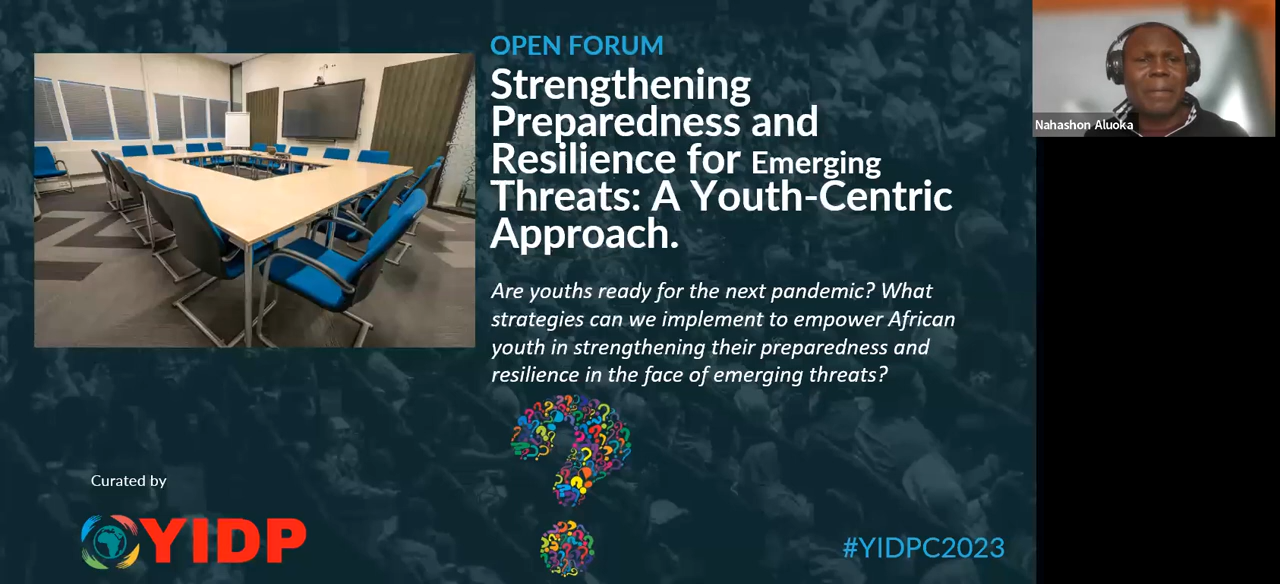 OPEN FORUM
Strengthening
Preparedness and
Resilience for Emerging
Threats: A Youth-Centric
Approach.
Are youths ready for the next pandemic? What
strategies can we implement to empower African
youth in strengthening their preparedness and
resilience in the face of emerging threats?
Curated by
YIDP
#YIDPC2023
Nahashon Aluoka